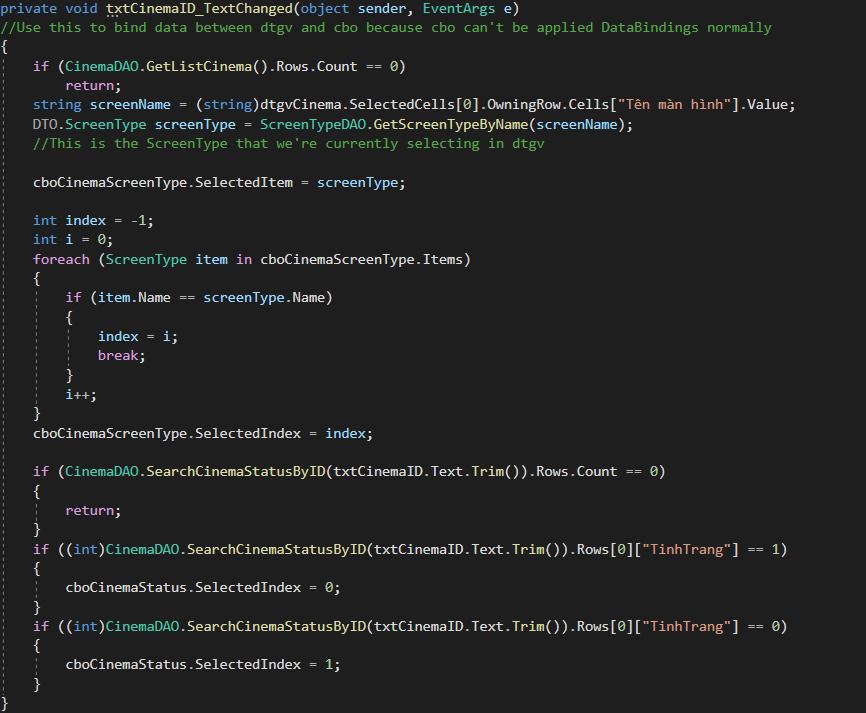 private void txtCinemaID_TextChanged(object sender, EventArgs e)
//Use this to bind data between dtgv and cbo because cbo can't be applied DataBindings normally
{
if (CinemaDAO.GetListCinema().Rows.Count == 0)
return;
string screenName = (string)dtgvCinema.SelectedCells[0].OwningRow.Cells["Tên màn hình"].Value;
DTO.ScreenType screenType = ScreenTypeDAO.GetScreenTypeByName(screenName);
//This is the ScreenType that we're currently selecting in dtgv
cboCinemaScreenType.SelectedItem = screenType;
int index = -1;
int i = 0;
foreach (ScreenType item in cboCinemaScreenType.Items)
{
if (item.Name == screenType.Name)
{
index = i;
break;
}
i++;
}
cboCinemaScreenType.SelectedIndex = index;
if (CinemaDAO.SearchCinemaStatusByID(txtCinemaID.Text.Trim()).Rows.Count == 0)
{
return;
}
if ((int)CinemaDAO.SearchCinemaStatusByID(txtCinemaID.Text.Trim()).Rows[0]["TinhTrang"] == 1)
{
cboCinemaStatus.SelectedIndex = 0;
}
if ((int)CinemaDAO.SearchCinemaStatusByID(txtCinemaID.Text.Trim()).Rows[0]["TinhTrang"] == 0)
{
cboCinemaStatus.SelectedIndex = 1;
}
}